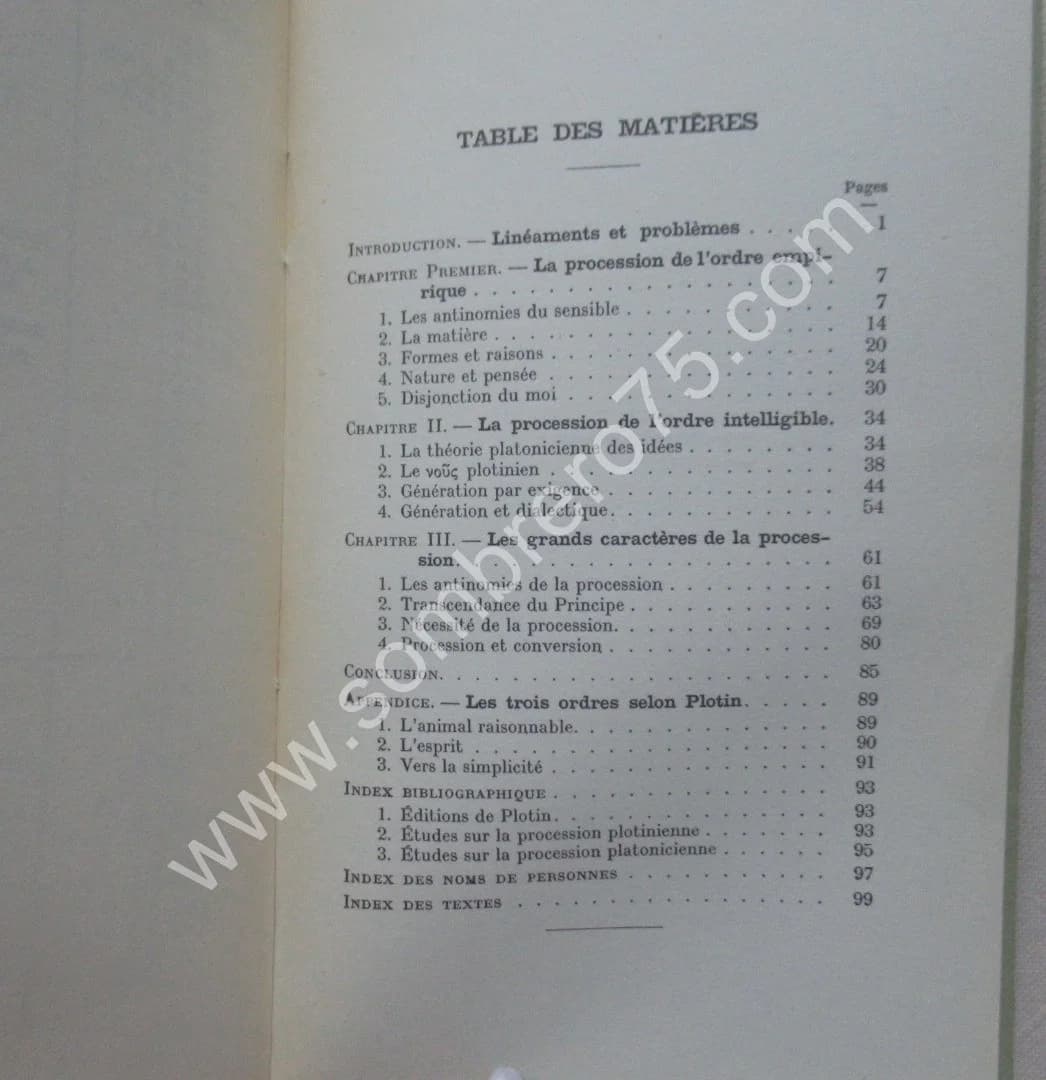 TABLE DES MATIÈRES
Pages
INTRODUCTION. — Linéaments et problèmes . . . . . 1
CHAPITRE PREMIER. — La procession de l'ordre empi-
rique . . . . . . . . . . . . . . . . 7
1. Les antinomies du sensible . . . . . . . . . . 7
2. La matière . . . . . . . . . . . . . . . 14
3. Formes et raisons . . . . . . . . . . . . . 20
4. Nature et pensée . . . . . . . . . . . . . 24
5. Disjonction du moi . . . . . . . . . . . . 30
CHAPITRE II. — La procession de l'ordre intelligible. 34
1. La théorie platonicienne des idées . . . . . . . 34
2. Le νοῦς plotinien . . . . . . . . . . . . . 38
3. Génération par exigence . . . . . . . . . . . 44
4. Génération et dialectique. . . . . . . . . . . 54
CHAPITRE III. — Les grands caractères de la proces-
sion. . . . . . . . . . . . . . . . . 61
1. Les antinomies de la procession . . . . . . . . 61
2. Transcendance du Principe . . . . . . . . . . 63
3. Nécessité de la procession. . . . . . . . . . . 69
4. Procession et conversion . . . . . . . . . . . 80
CONCLUSION. . . . . . . . . . . . . . . . . 85
APPENDICE. — Les trois ordres selon Plotin. . . . . 89
1. L'animal raisonnable. . . . . . . . . . . . . 89
2. L'esprit . . . . . . . . . . . . . . . . 90
3. Vers la simplicité . . . . . . . . . . . . . 91
INDEX BIBLIOGRAPHIQUE . . . . . . . . . . . . . 93
1. Éditions de Plotin. . . . . . . . . . . . . 93
2. Études sur la procession plotinienne . . . . . . 93
3. Études sur la procession platonicienne . . . . . . 95
INDEX DES NOMS DE PERSONNES . . . . . . . . . . 97
INDEX DES TEXTES . . . . . . . . . . . . . . . 99
www.sombrero75.com